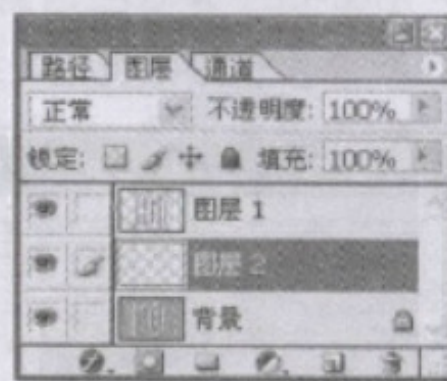 路径 图层 通道
正常 不透明度: 100%
锁定: 填充: 100%
图层 1
图层 2
背景